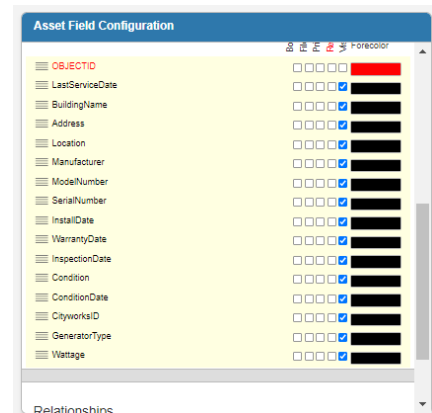 Asset Field Configuration
Forecolor
OBJECTID
LastServiceDate
BuildingName
Address
Location
Manufacturer
ModelNumber
SerialNumber
InstallDate
WarrantyDate
InspectionDate
Condition
ConditionDate
CityworksID
GeneratorType
Wattage
Relationships